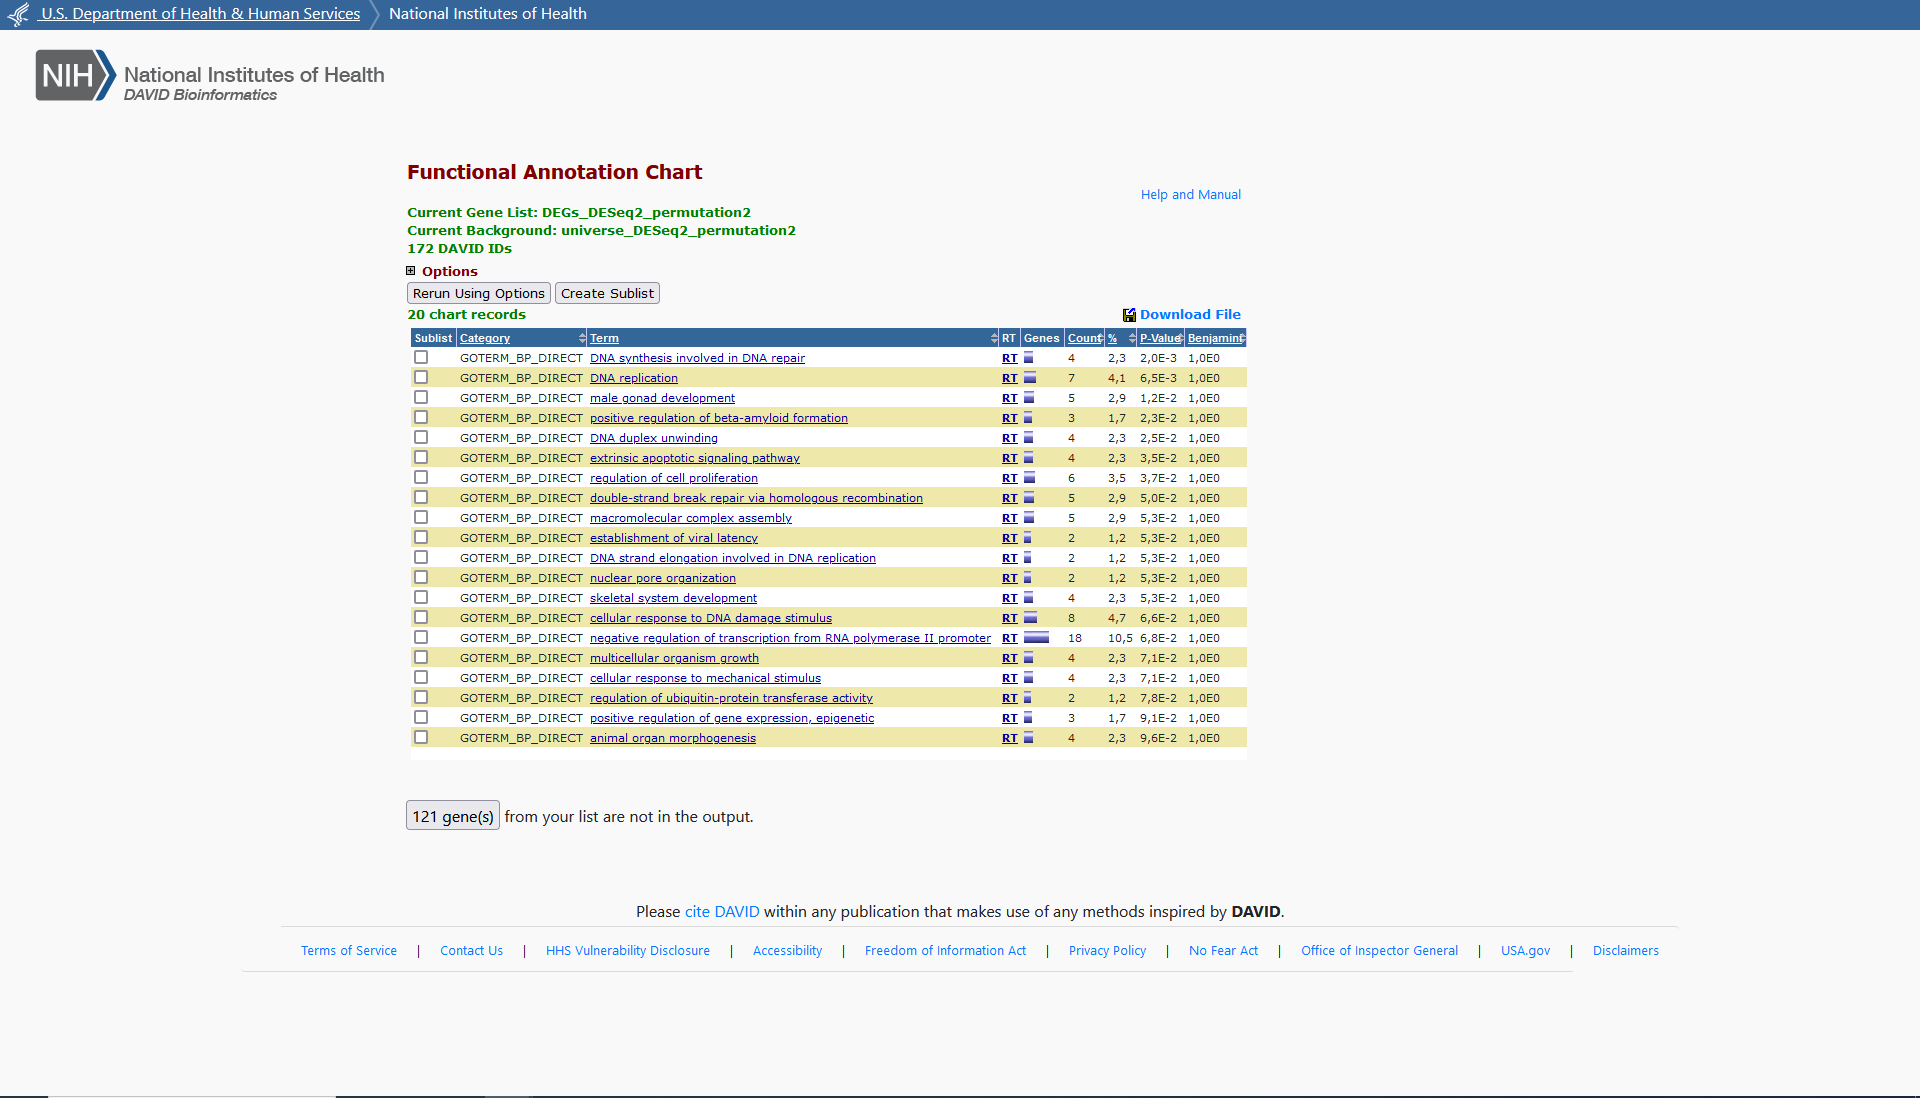 U.S. Department of Health & Human Services National Institutes of Health
NIH National Institutes of Health
DAVID Bioinformatics
Functional Annotation Chart
Help and Manual
Current Gene List: DEGs_DESeq2_permutation2
Current Background: universe_DESeq2_permutation2
172 DAVID IDs
Options
Rerun Using Options Create Sublist
20 chart records Download File
Sublist Category Term RT Genes Count % P-Value Benjamini
GOTERM_BP_DIRECT DNA synthesis involved in DNA repair RT 4 2,3 2,0E-3 1,0E0
GOTERM_BP_DIRECT DNA replication RT 7 4,1 6,5E-3 1,0E0
GOTERM_BP_DIRECT male gonad development RT 5 2,9 1,2E-2 1,0E0
GOTERM_BP_DIRECT positive regulation of beta-amyloid formation RT 3 1,7 2,3E-2 1,0E0
GOTERM_BP_DIRECT DNA duplex unwinding RT 4 2,3 2,5E-2 1,0E0
GOTERM_BP_DIRECT extrinsic apoptotic signaling pathway RT 4 2,3 3,5E-2 1,0E0
GOTERM_BP_DIRECT regulation of cell proliferation RT 6 3,5 3,7E-2 1,0E0
GOTERM_BP_DIRECT double-strand break repair via homologous recombination RT 5 2,9 5,0E-2 1,0E0
GOTERM_BP_DIRECT macromolecular complex assembly RT 5 2,9 5,3E-2 1,0E0
GOTERM_BP_DIRECT establishment of viral latency RT 2 1,2 5,3E-2 1,0E0
GOTERM_BP_DIRECT DNA strand elongation involved in DNA replication RT 2 1,2 5,3E-2 1,0E0
GOTERM_BP_DIRECT nuclear pore organization RT 2 1,2 5,3E-2 1,0E0
GOTERM_BP_DIRECT skeletal system development RT 4 2,3 5,3E-2 1,0E0
GOTERM_BP_DIRECT cellular response to DNA damage stimulus RT 8 4,7 6,6E-2 1,0E0
GOTERM_BP_DIRECT negative regulation of transcription from RNA polymerase II promoter RT 18 10,5 6,8E-2 1,0E0
GOTERM_BP_DIRECT multicellular organism growth RT 4 2,3 7,1E-2 1,0E0
GOTERM_BP_DIRECT cellular response to mechanical stimulus RT 4 2,3 7,1E-2 1,0E0
GOTERM_BP_DIRECT regulation of ubiquitin-protein transferase activity RT 2 1,2 7,8E-2 1,0E0
GOTERM_BP_DIRECT positive regulation of gene expression, epigenetic RT 3 1,7 9,1E-2 1,0E0
GOTERM_BP_DIRECT animal organ morphogenesis RT 4 2,3 9,6E-2 1,0E0
121 gene(s) from your list are not in the output.
Please cite DAVID within any publication that makes use of any methods inspired by DAVID.
Terms of Service | Contact Us | HHS Vulnerability Disclosure | Accessibility | Freedom of Information Act | Privacy Policy | No Fear Act | Office of Inspector General | USA.gov | Disclaimers